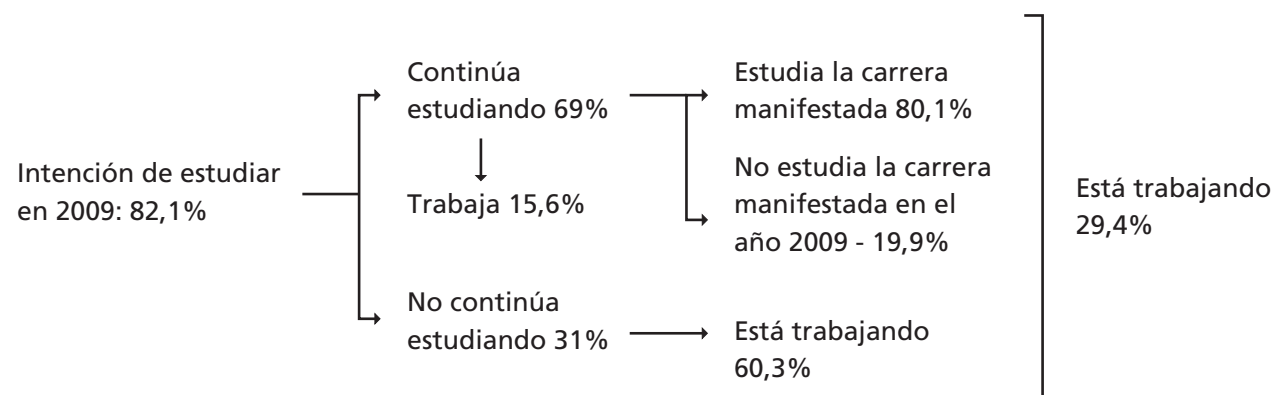 Intención de estudiar
en 2009: 82,1%
Continúa
estudiando 69%
Trabaja 15,6%
No continúa
estudiando 31%
Estudia la carrera
manifestada 80,1%
No estudia la carrera
manifestada en el
año 2009 - 19,9%
Está trabajando
60,3%
Está trabajando
29,4%